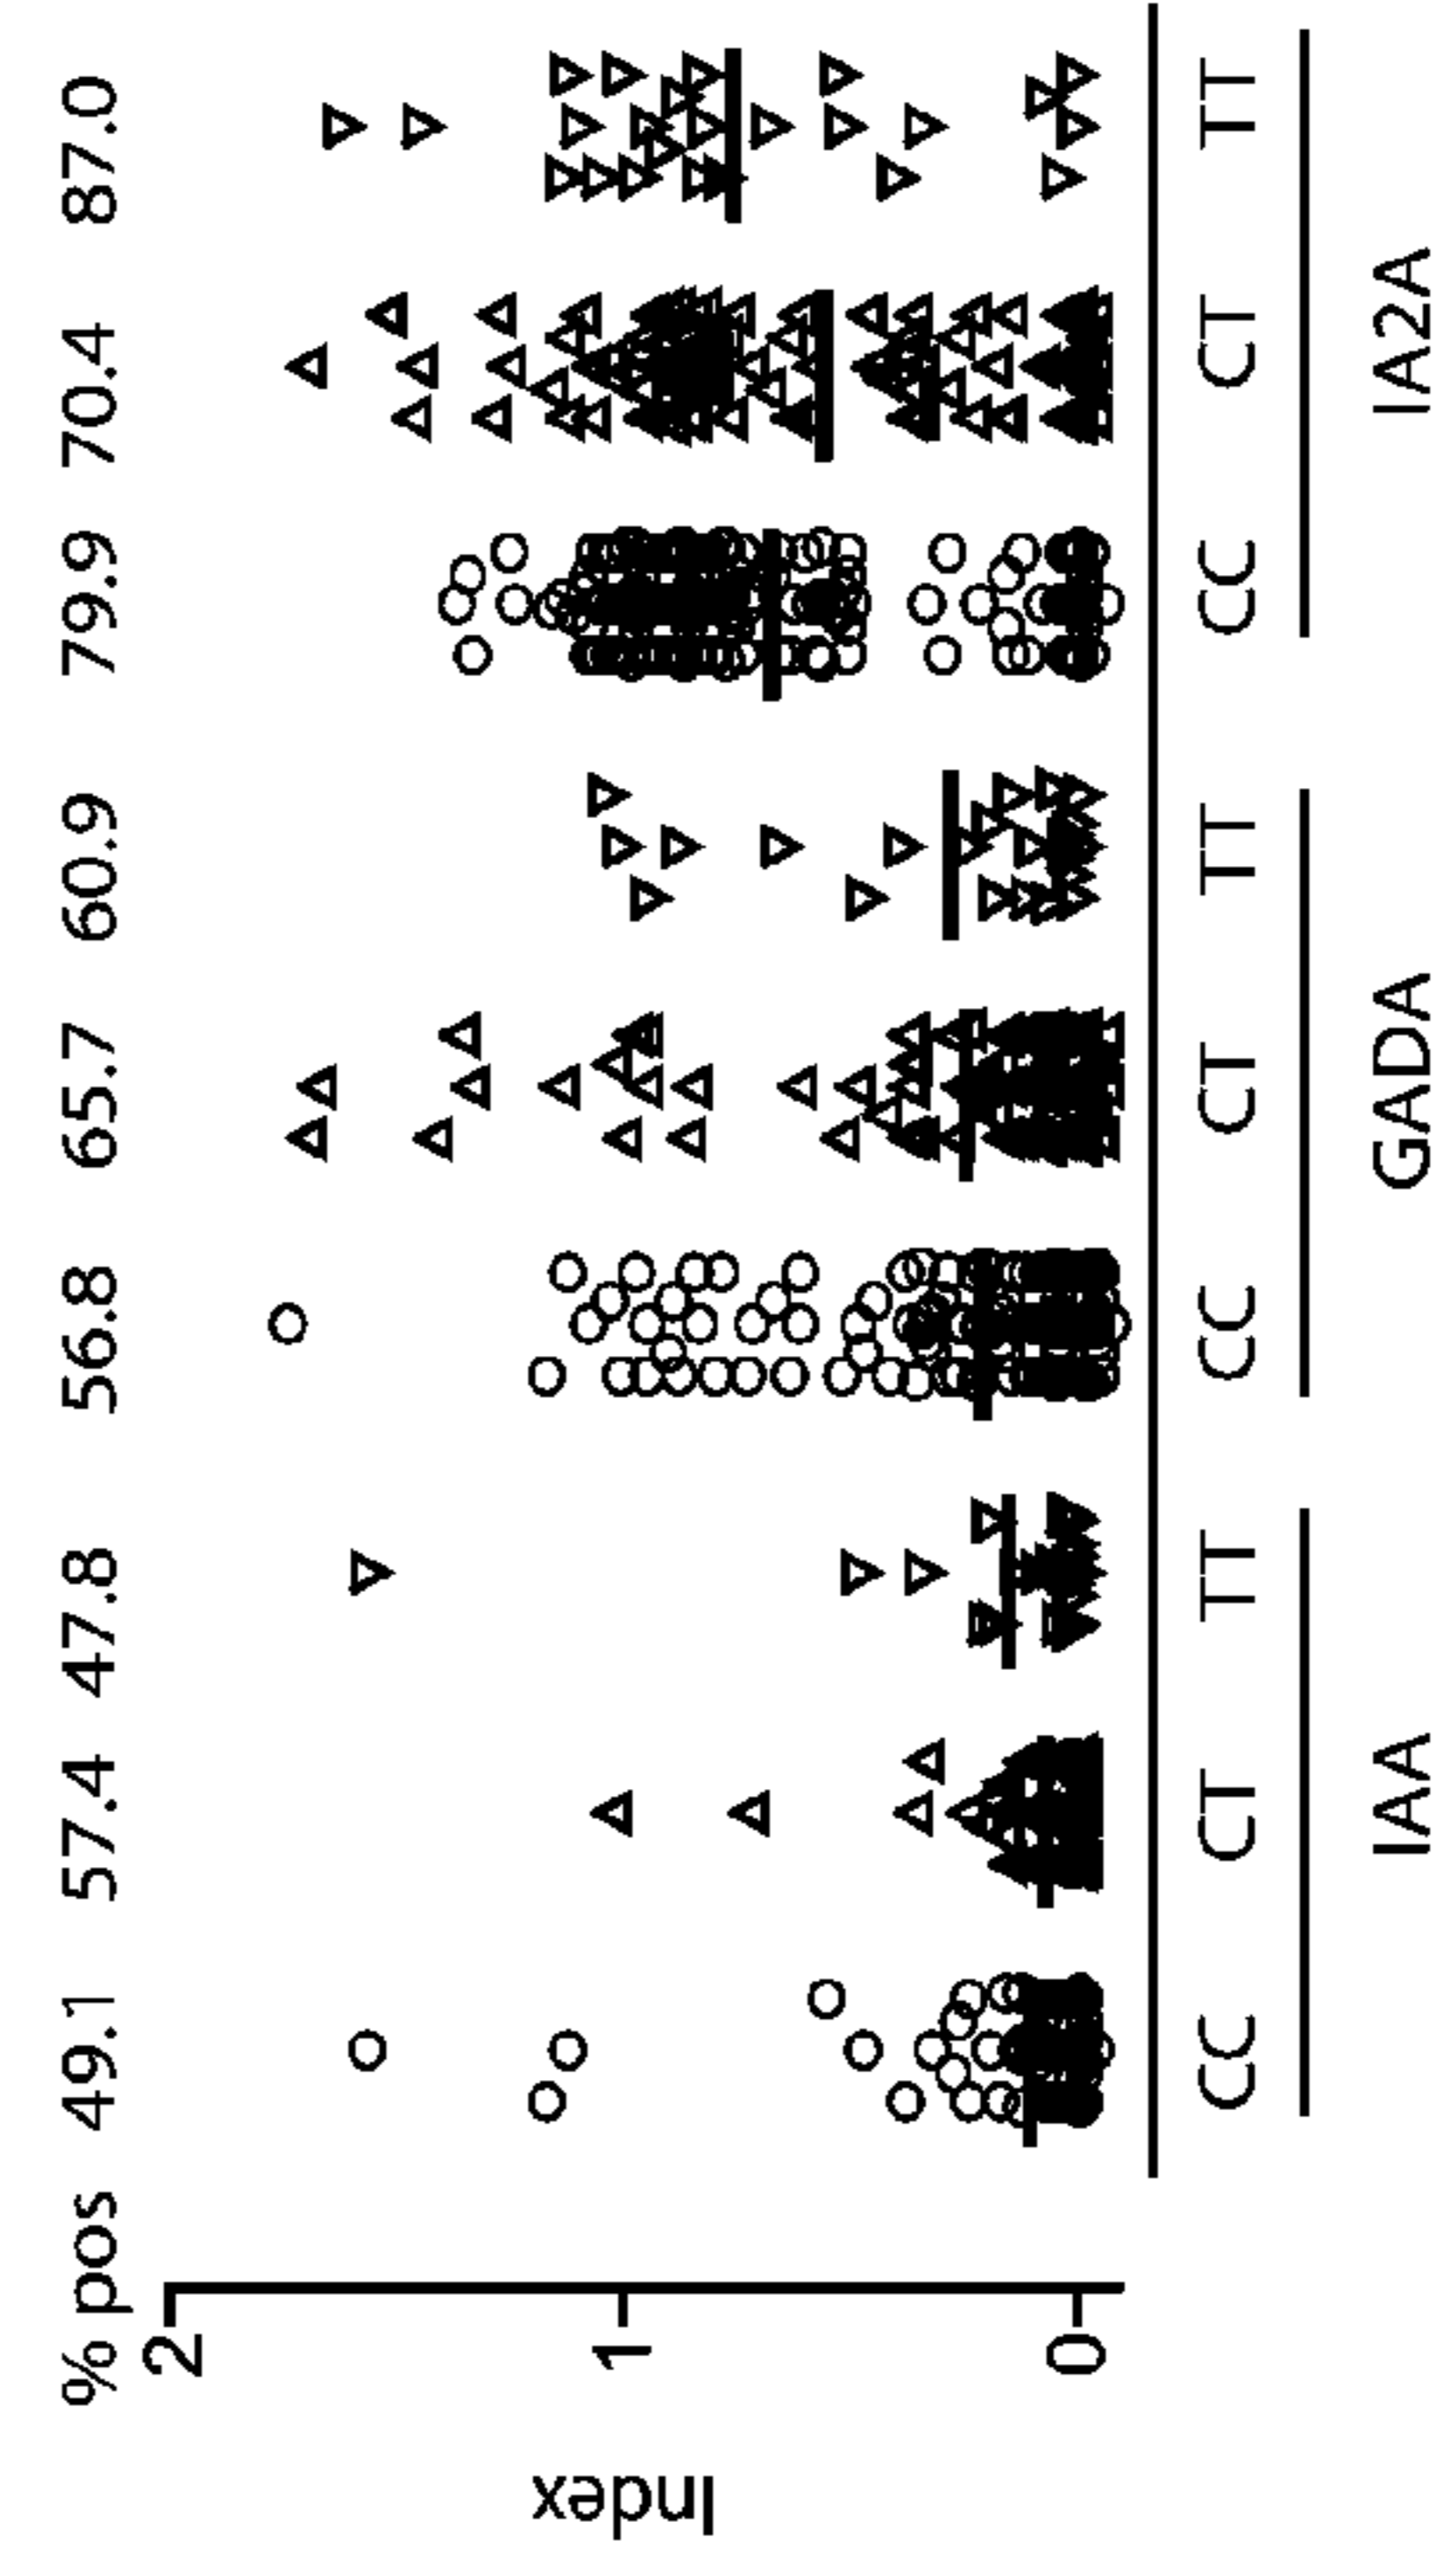 % pos 49.1 57.4 47.8 56.8 65.7 60.9 79.9 70.4 87.0
2
1
0
Index
CC CT TT CC CT TT CC CT TT
IAA GADA IA2A